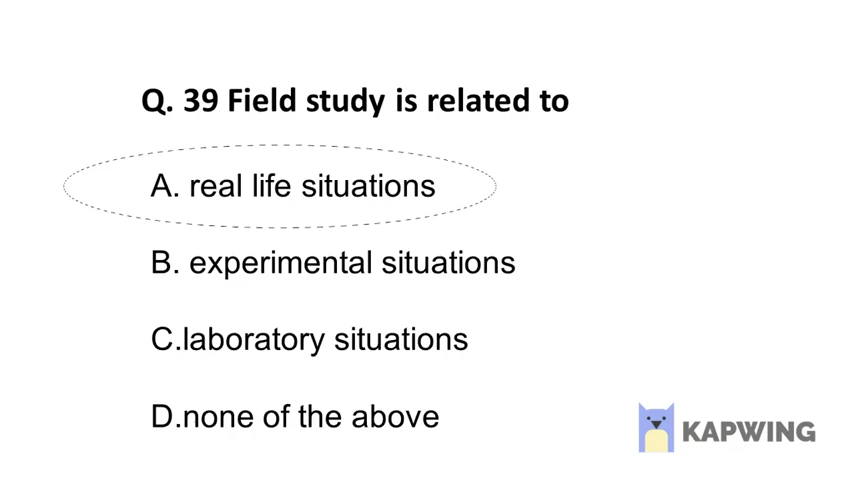 Q. 39 Field study is related to
A. real life situations
B. experimental situations
C.laboratory situations
D.none of the above
KAPWING